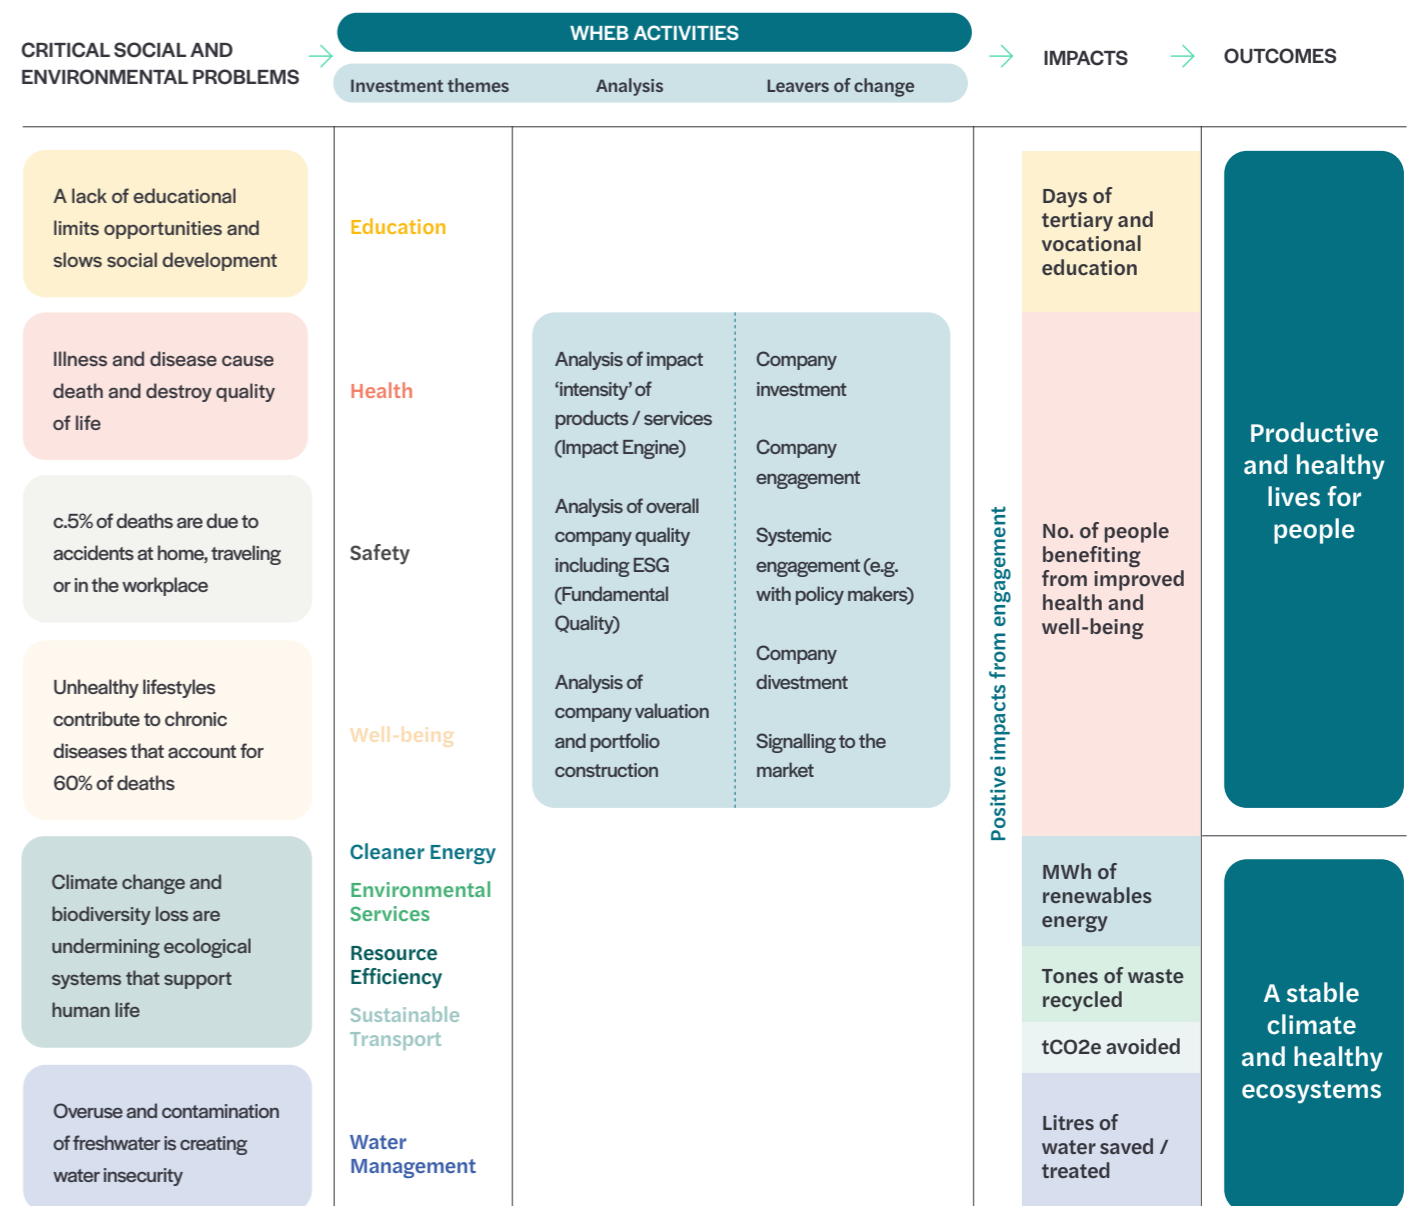 CRITICAL SOCIAL AND
ENVIRONMENTAL PROBLEMS
WHEB ACTIVITIES
Investment themes
Analysis
Leavers of change
IMPACTS
OUTCOMES
A lack of educational
limits opportunities and
slows social development
Illness and disease cause
death and destroy quality
of life
c.5% of deaths are due to
accidents at home, traveling
or in the workplace
Unhealthy lifestyles
contribute to chronic
diseases that account for
60% of deaths
Climate change and
biodiversity loss are
undermining ecological
systems that support
human life
Overuse and contamination
of freshwater is creating
water insecurity
Education
Health
Safety
Well-being
Cleaner Energy
Environmental
Services
Resource
Efficiency
Sustainable
Transport
Water
Management
Analysis of impact
‘intensity’ of
products / services
(Impact Engine)
Analysis of overall
company quality
including ESG
(Fundamental
Quality)
Analysis of
company valuation
and portfolio
construction
Company
investment
Company
engagement
Systemic
engagement (e.g.
with policy makers)
Company
divestment
Signalling to the
market
Positive impacts from engagement
Days of
tertiary and
vocational
education
No. of people
benefiting
from improved
health and
well-being
MWh of
renewables
energy
Tones of waste
recycled
tCO2e avoided
Litres of
water saved /
treated
Productive
and healthy
lives for
people
A stable
climate
and healthy
ecosystems